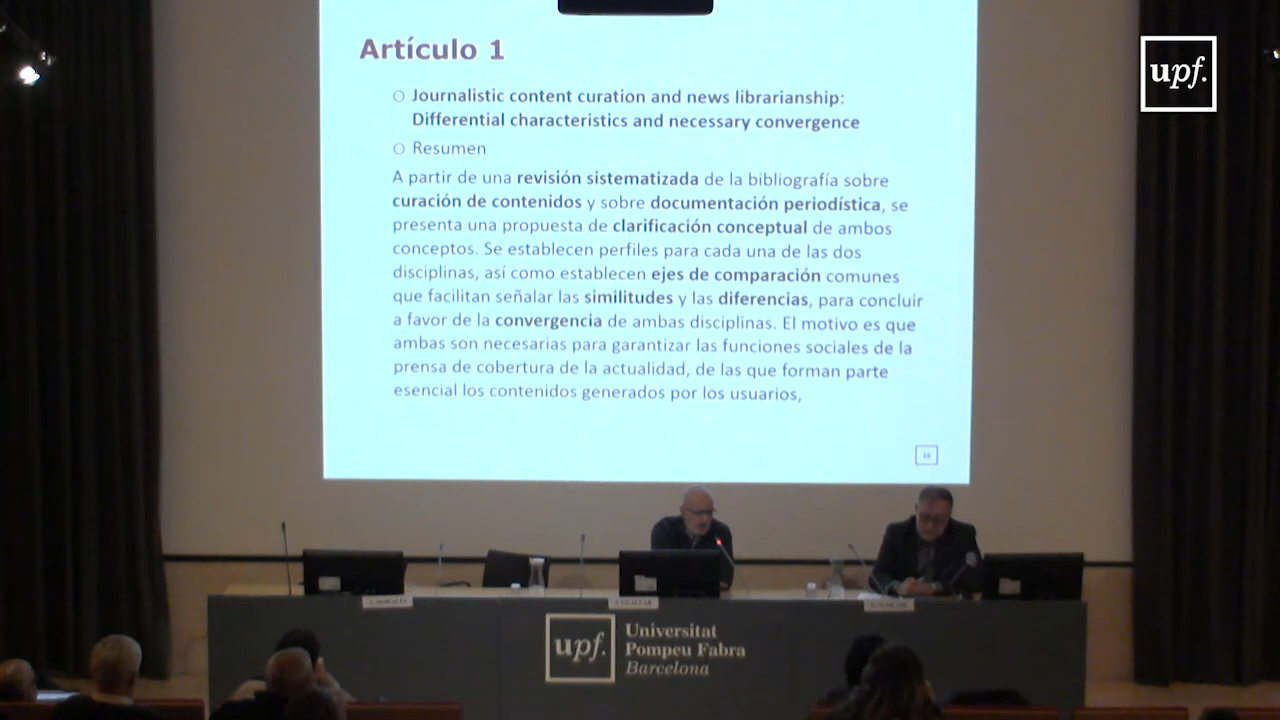 Artículo 1
Journalistic content curation and news librarianship:
Differential characteristics and necessary convergence
Resumen
A partir de una revisión sistematizada de la bibliografía sobre
curación de contenidos y sobre documentación periodística, se
presenta una propuesta de clarificación conceptual de ambos
conceptos. Se establecen perfiles para cada una de las dos
disciplinas, así como establecen ejes de comparación comunes
que facilitan señalar las similitudes y las diferencias, para concluir
a favor de la convergencia de ambas disciplinas. El motivo es que
ambas son necesarias para garantizar las funciones sociales de la
prensa de cobertura de la actualidad, de las que forman parte
esencial los contenidos generados por los usuarios,
16
upf.
upf.
Universitat
Pompeu Fabra
Barcelona